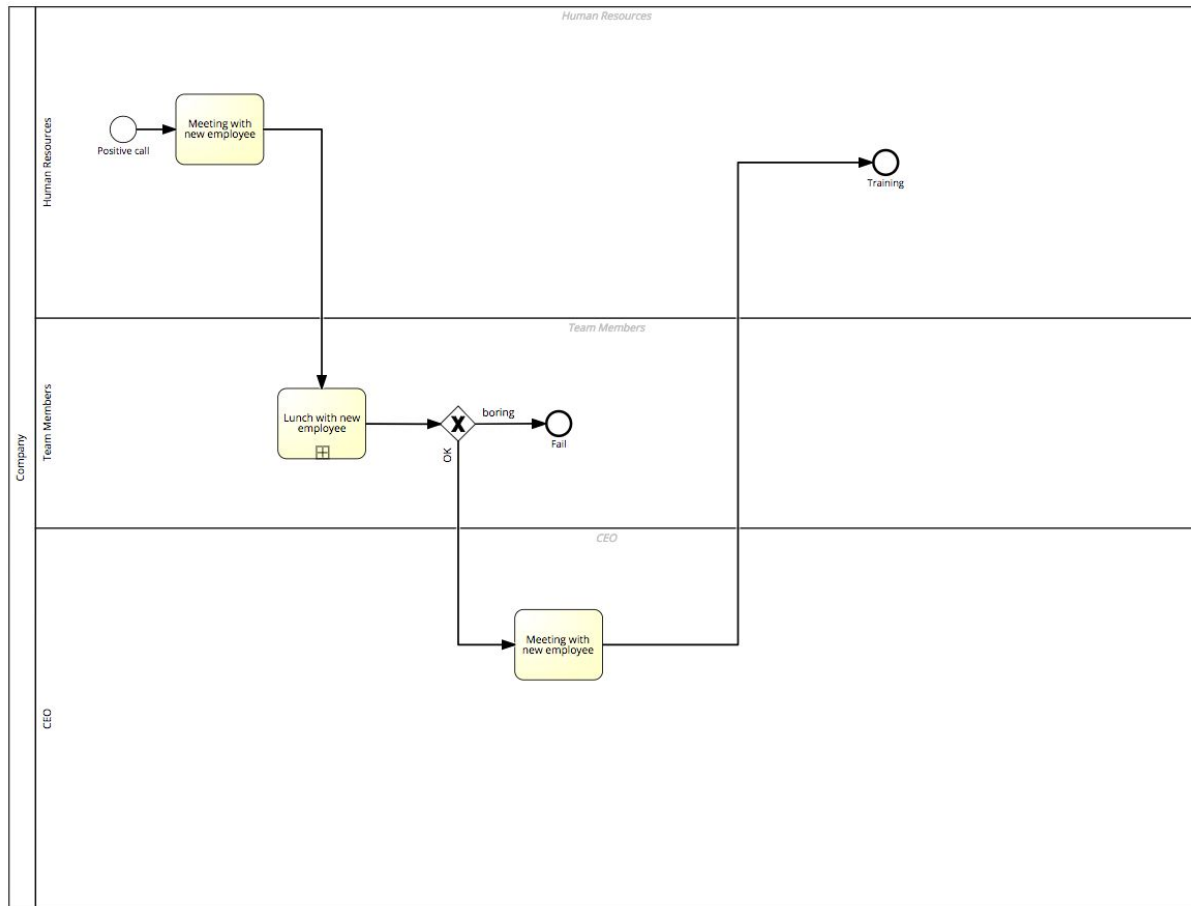 Human Resources
Company
Human Resources
Positive call
Meeting with
new employee
Training
Team Members
Team Members
Lunch with new
employee
boring
OK
Fail
CEO
CEO
Meeting with
new employee